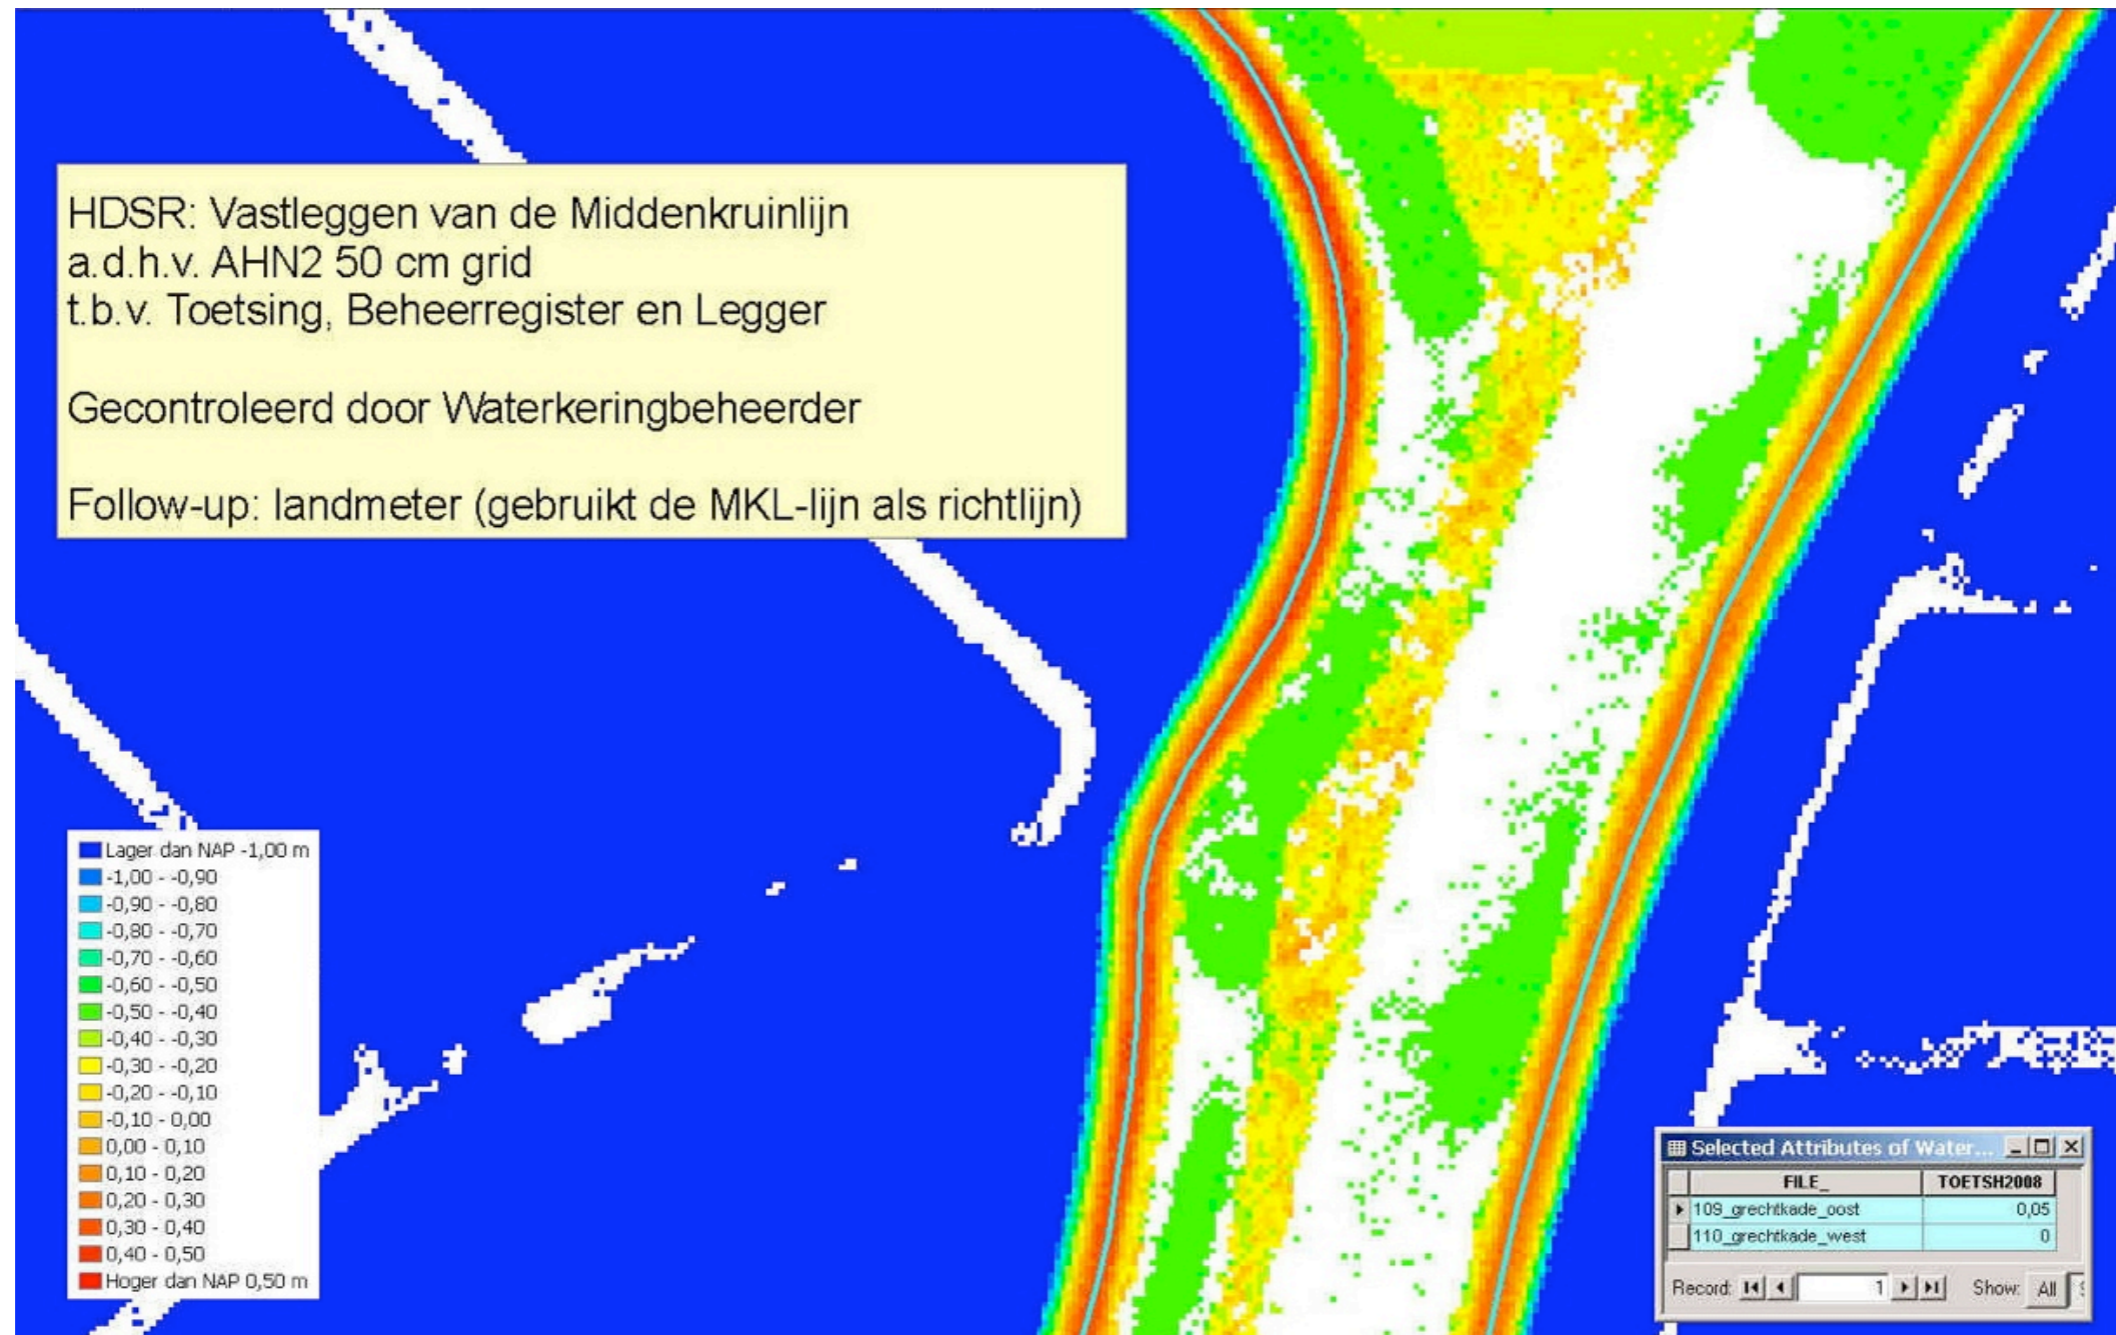 HDSR: Vastleggen van de Middenkruinlijn
a.d.h.v. AHN2 50 cm grid
t.b.v. Toetsing, Beheerregister en Legger
Gecontroleerd door Waterkeringbeheerder
Follow-up: landmeter (gebruikt de MKL-lijn als richtlijn)
Lager dan NAP -1,00 m
-1,00 - -0,90
-0,90 - -0,80
-0,80 - -0,70
-0,70 - -0,60
-0,60 - -0,50
-0,50 - -0,40
-0,40 - -0,30
-0,30 - -0,20
-0,20 - -0,10
-0,10 - 0,00
0,00 - 0,10
0,10 - 0,20
0,20 - 0,30
0,30 - 0,40
0,40 - 0,50
Hoger dan NAP 0,50 m
Selected Attributes of Water...
FILE_ TOETSH2008
109_grechtkade_oost 0,05
110_grechtkade_west 0
Record: 1 Show: All